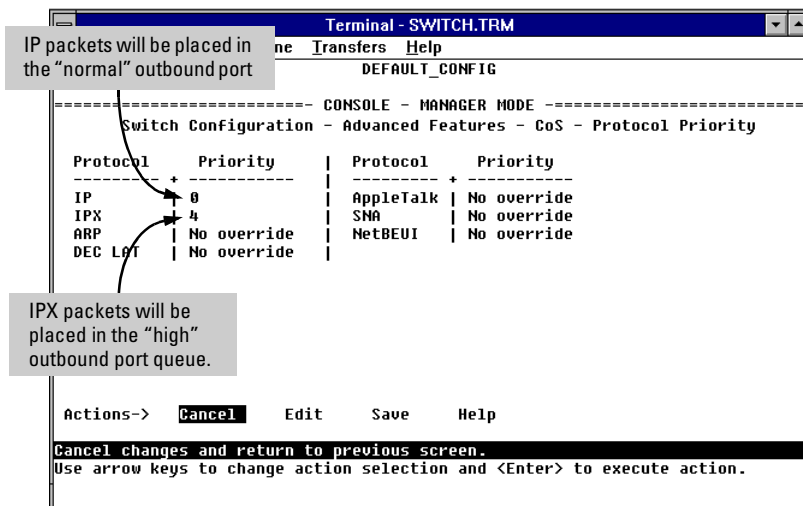 Terminal - SWITCH.TRM
IP packets will be placed in
the “normal” outbound port
ne Transfers Help
DEFAULT_CONFIG
==========================- CONSOLE - MANAGER MODE -==========================
Switch Configuration - Advanced Features - CoS - Protocol Priority
Protocol Priority | Protocol Priority
--------- + ----------- | --------- + -----------
IP | 0 | AppleTalk | No override
IPX | 4 | SNA | No override
ARP | No override | NetBEUI | No override
DEC LAT | No override |
IPX packets will be
placed in the “high”
outbound port queue.
Actions-> Cancel Edit Save Help
Cancel changes and return to previous screen.
Use arrow keys to change action selection and <Enter> to execute action.